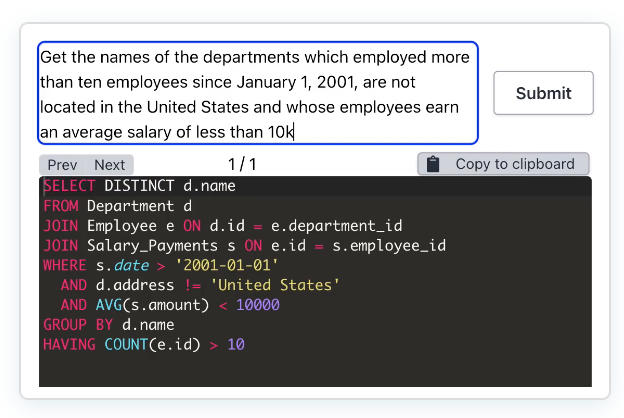 Get the names of the departments which employed more
than ten employees since January 1, 2001, are not
located in the United States and whose employees earn
an average salary of less than 10k
Submit
Prev Next 1 / 1 Copy to clipboard
SELECT DISTINCT d.name
FROM Department d
JOIN Employee e ON d.id = e.department_id
JOIN Salary_Payments s ON e.id = s.employee_id
WHERE s.date > '2001-01-01'
  AND d.address != 'United States'
  AND AVG(s.amount) < 10000
GROUP BY d.name
HAVING COUNT(e.id) > 10